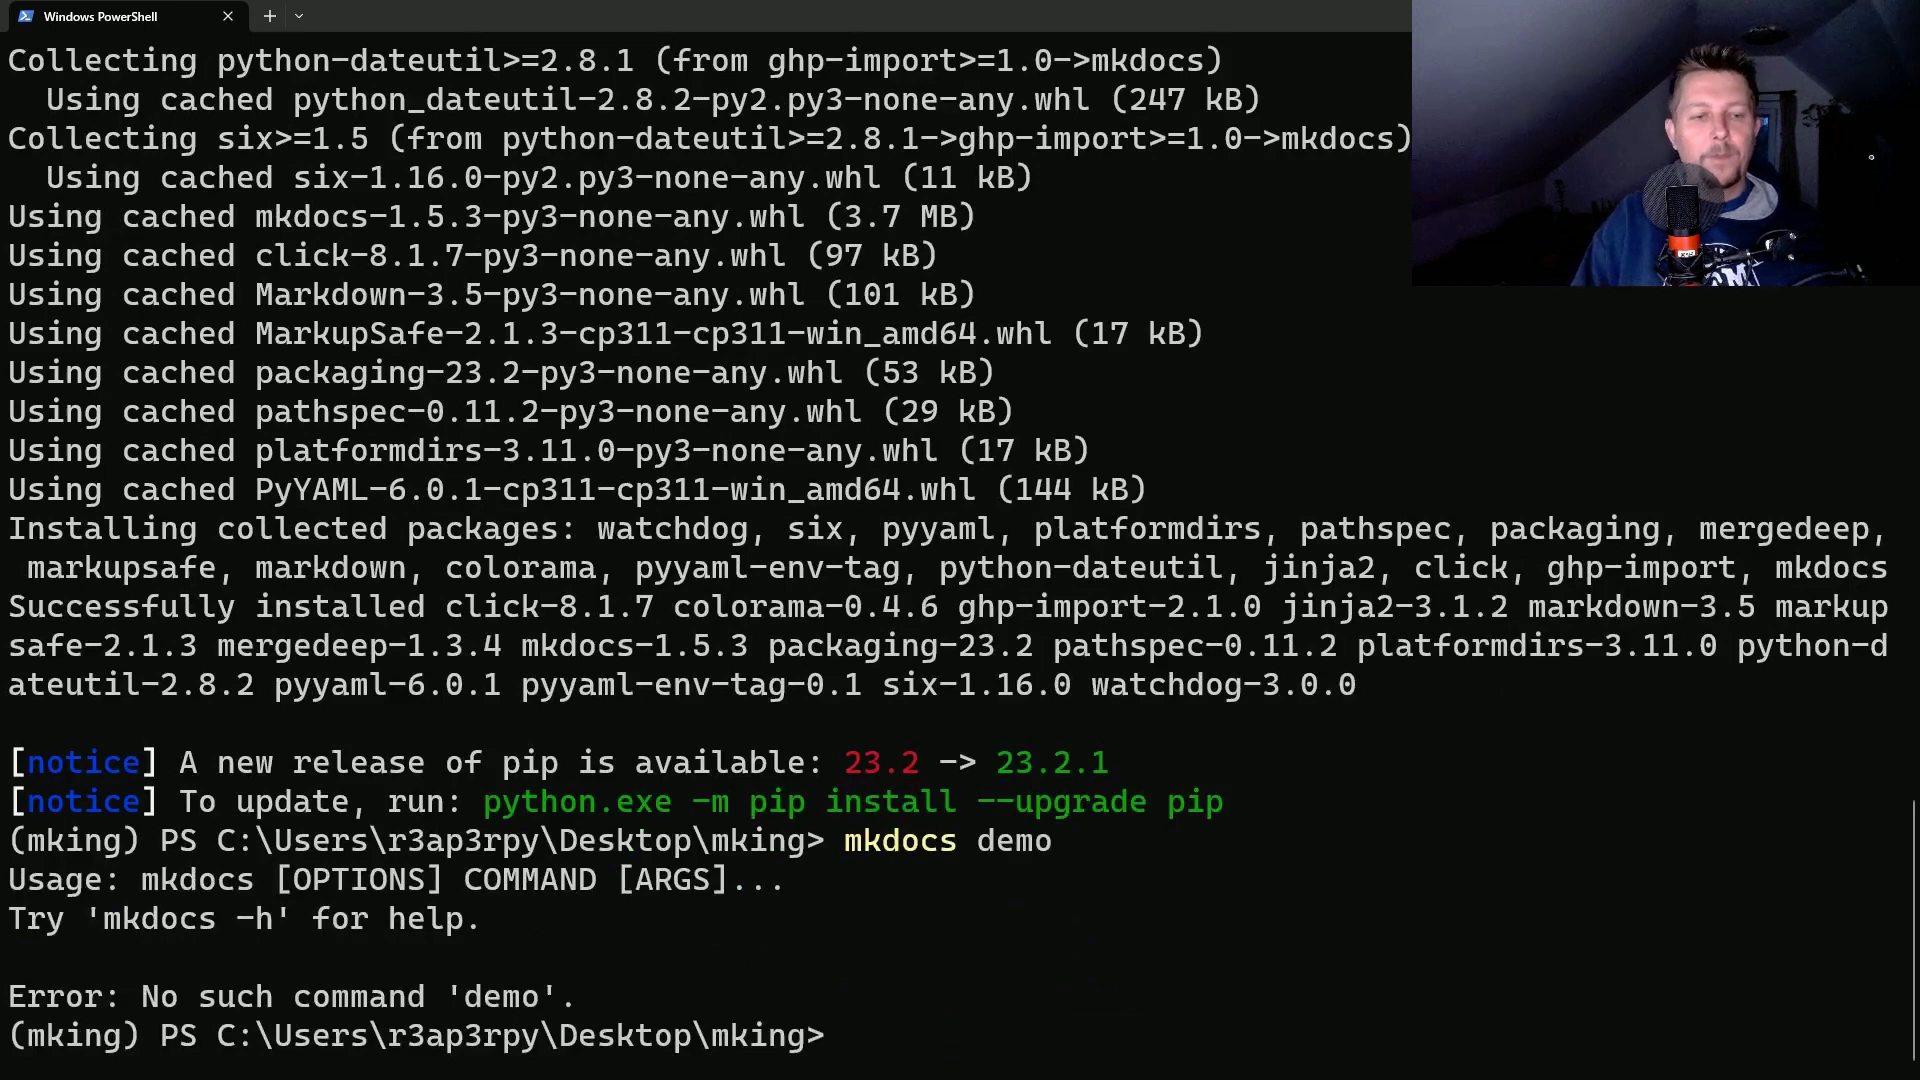 Windows PowerShell
Collecting python-dateutil>=2.8.1 (from ghp-import>=1.0->mkdocs)
  Using cached python_dateutil-2.8.2-py2.py3-none-any.whl (247 kB)
Collecting six>=1.5 (from python-dateutil>=2.8.1->ghp-import>=1.0->mkdocs)
  Using cached six-1.16.0-py2.py3-none-any.whl (11 kB)
Using cached mkdocs-1.5.3-py3-none-any.whl (3.7 MB)
Using cached click-8.1.7-py3-none-any.whl (97 kB)
Using cached Markdown-3.5-py3-none-any.whl (101 kB)
Using cached MarkupSafe-2.1.3-cp311-cp311-win_amd64.whl (17 kB)
Using cached packaging-23.2-py3-none-any.whl (53 kB)
Using cached pathspec-0.11.2-py3-none-any.whl (29 kB)
Using cached platformdirs-3.11.0-py3-none-any.whl (17 kB)
Using cached PyYAML-6.0.1-cp311-cp311-win_amd64.whl (144 kB)
Installing collected packages: watchdog, six, pyyaml, platformdirs, pathspec, packaging, mergedeep,
 markupsafe, markdown, colorama, pyyaml-env-tag, python-dateutil, jinja2, click, ghp-import, mkdocs
Successfully installed click-8.1.7 colorama-0.4.6 ghp-import-2.1.0 jinja2-3.1.2 markdown-3.5 markup
safe-2.1.3 mergedeep-1.3.4 mkdocs-1.5.3 packaging-23.2 pathspec-0.11.2 platformdirs-3.11.0 python-d
ateutil-2.8.2 pyyaml-6.0.1 pyyaml-env-tag-0.1 six-1.16.0 watchdog-3.0.0
[notice] A new release of pip is available: 23.2 -> 23.2.1
[notice] To update, run: python.exe -m pip install --upgrade pip
(mking) PS C:\Users\r3ap3rpy\Desktop\mking> mkdocs demo
Usage: mkdocs [OPTIONS] COMMAND [ARGS]...
Try 'mkdocs -h' for help.
Error: No such command 'demo'.
(mking) PS C:\Users\r3ap3rpy\Desktop\mking>